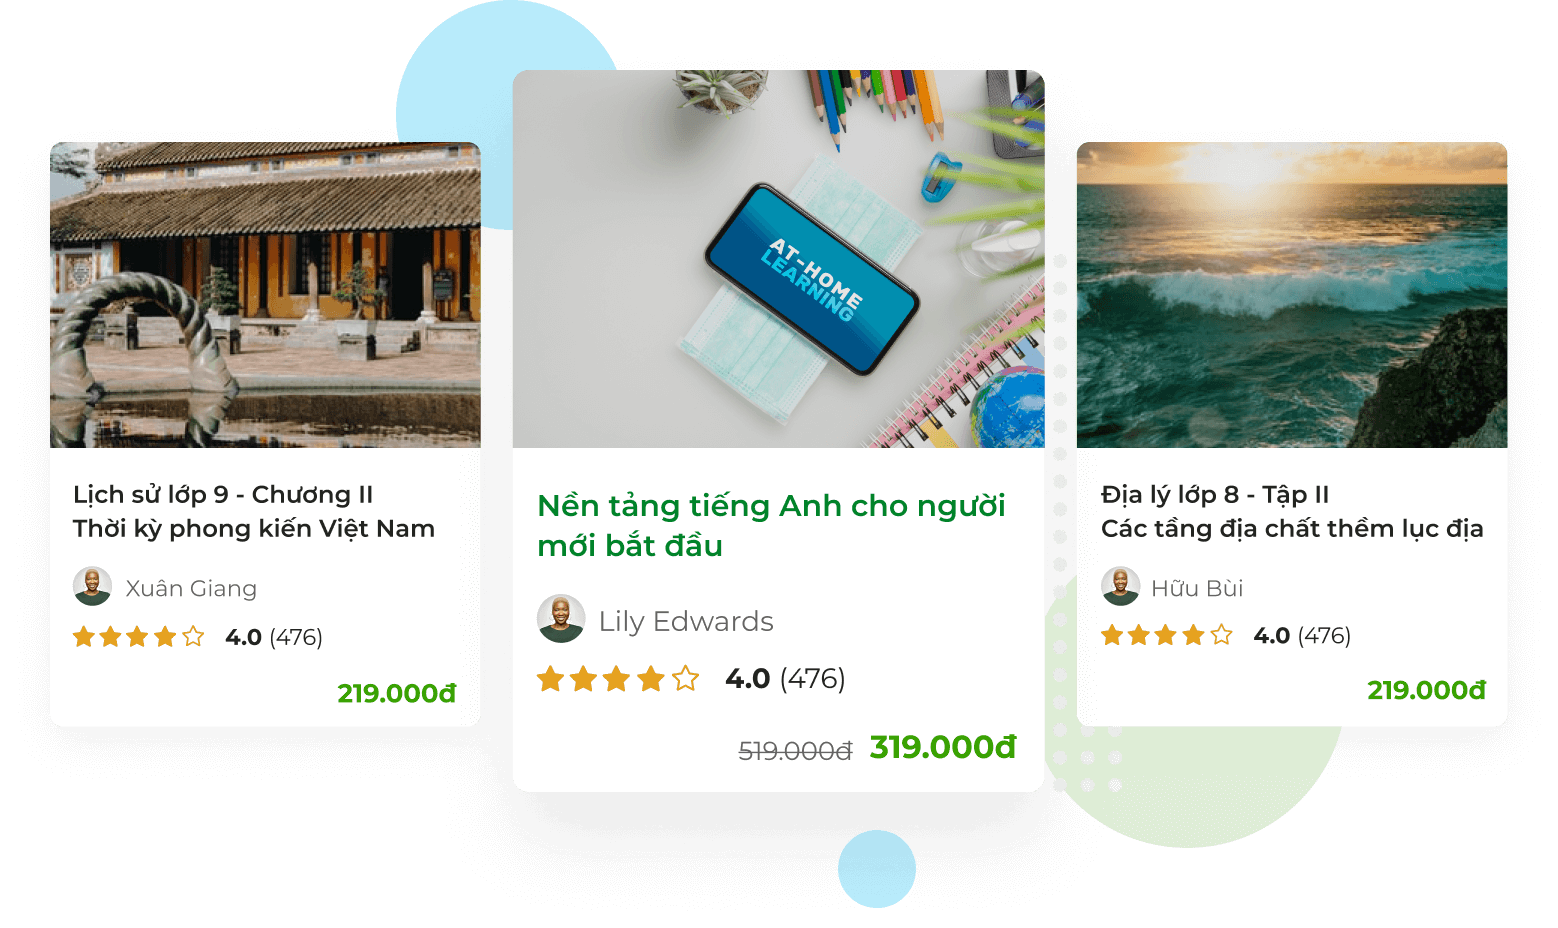 Lịch sử lớp 9 - Chương II
Thời kỳ phong kiến Việt Nam
Xuân Giang
4.0 (476)
219.000đ
AT-HOME
LEARNING
Nền tảng tiếng Anh cho người
mới bắt đầu
Lily Edwards
4.0 (476)
519.000đ 319.000đ
Địa lý lớp 8 - Tập II
Các tầng địa chất thềm lục địa
Hữu Bùi
4.0 (476)
219.000đ